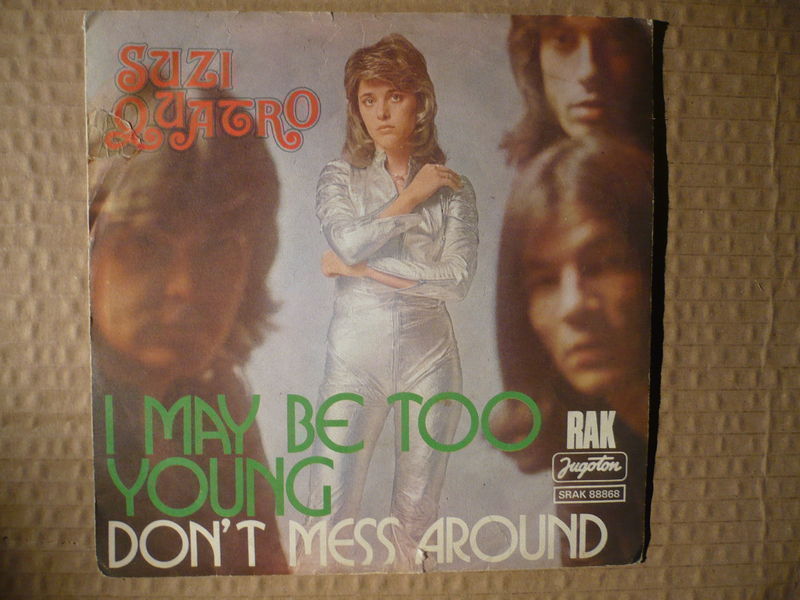 SUZI
QUATRO
I MAY BE TOO
YOUNG
DON'T MESS AROUND
RAK
Jugoton
SRAK 88868